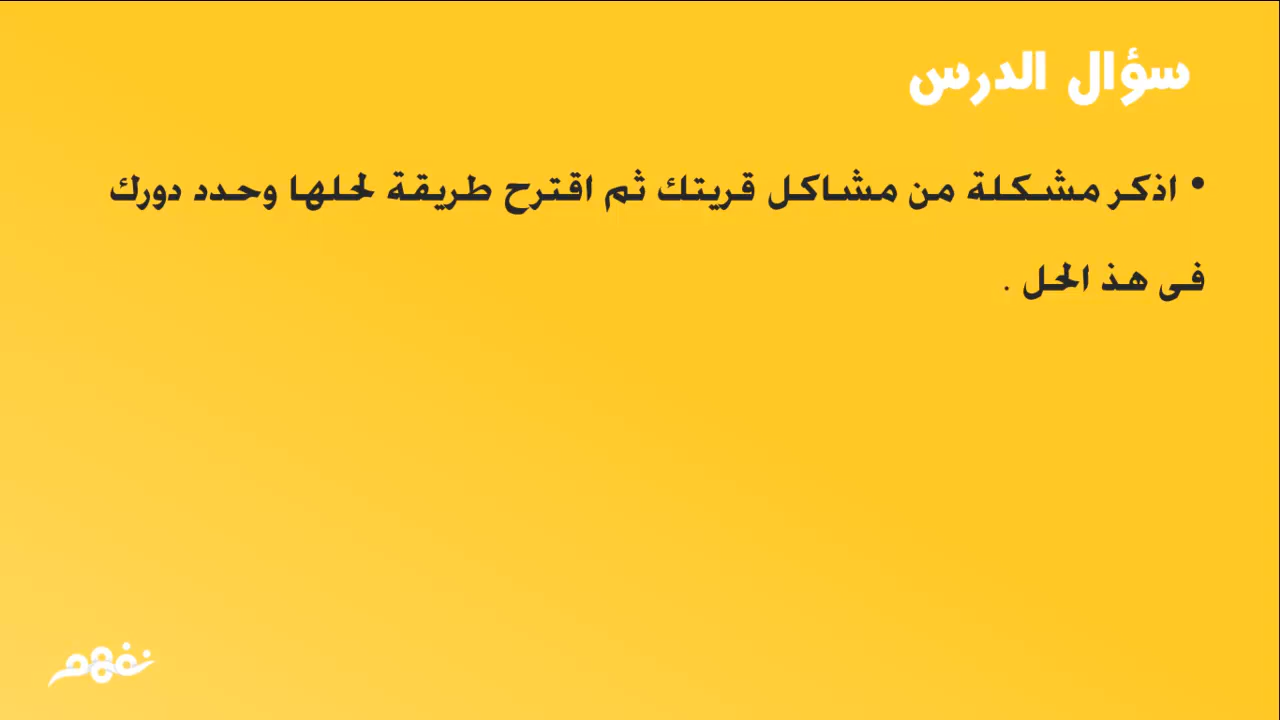 سؤال الدرس
• اذكر مشكلة من مشاكل قريتك ثم اقترح طريقة لحلها وحدد دورك
فى هذ الحل .
نفهم